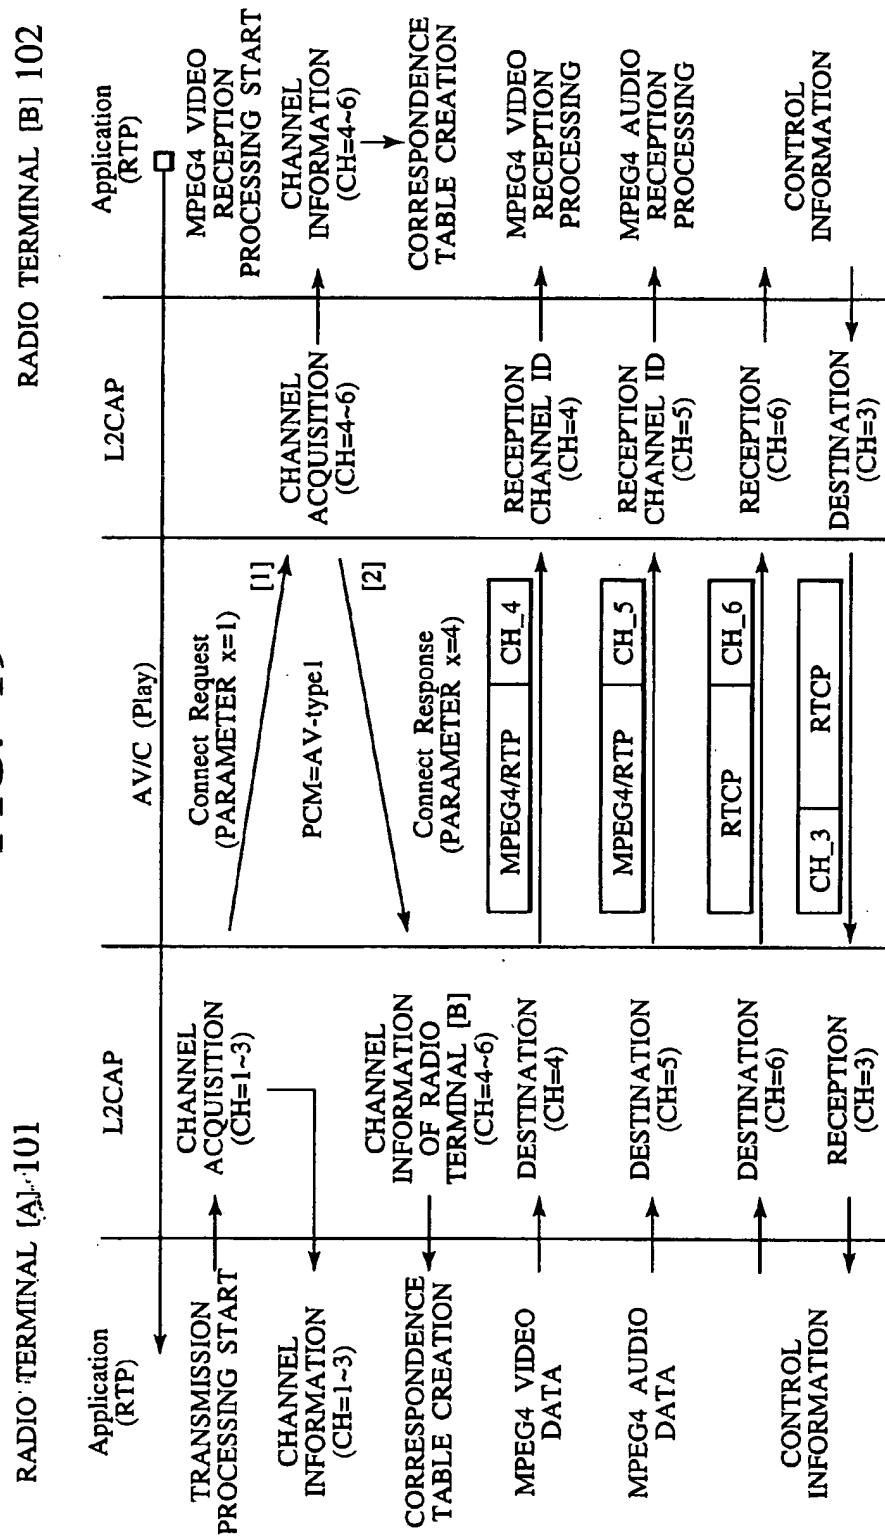 RADIO TERMINAL [A] 101
RADIO TERMINAL [B] 102
Application
(RTP)
L2CAP
L2CAP
Application
(RTP)
AV/C (Play)
TRANSMISSION
PROCESSING START
CHANNEL
ACQUISITION
(CH=1~3)
Connect Request
(PARAMETER x=1)
[1]
MPEG4 VIDEO
RECEPTION
PROCESSING START
CHANNEL
INFORMATION
(CH=1~3)
PCM=AV-type1
CHANNEL
ACQUISITION
(CH=4~6)
CHANNEL
INFORMATION
(CH=4~6)
[2]
CORRESPONDENCE
TABLE CREATION
CHANNEL
INFORMATION
OF RADIO
TERMINAL [B]
(CH=4~6)
Connect Response
(PARAMETER x=4)
CORRESPONDENCE
TABLE CREATION
MPEG4 VIDEO
DATA
DESTINATION
(CH=4)
MPEG4/RTP CH_4
RECEPTION
CHANNEL ID
(CH=4)
MPEG4 VIDEO
RECEPTION
PROCESSING
MPEG4 AUDIO
DATA
DESTINATION
(CH=5)
MPEG4/RTP CH_5
RECEPTION
CHANNEL ID
(CH=5)
MPEG4 AUDIO
RECEPTION
PROCESSING
CONTROL
INFORMATION
DESTINATION
(CH=6)
RTCP CH_6
RECEPTION
(CH=6)
CONTROL
INFORMATION
RECEPTION
(CH=3)
CH_3 RTCP
DESTINATION
(CH=3)